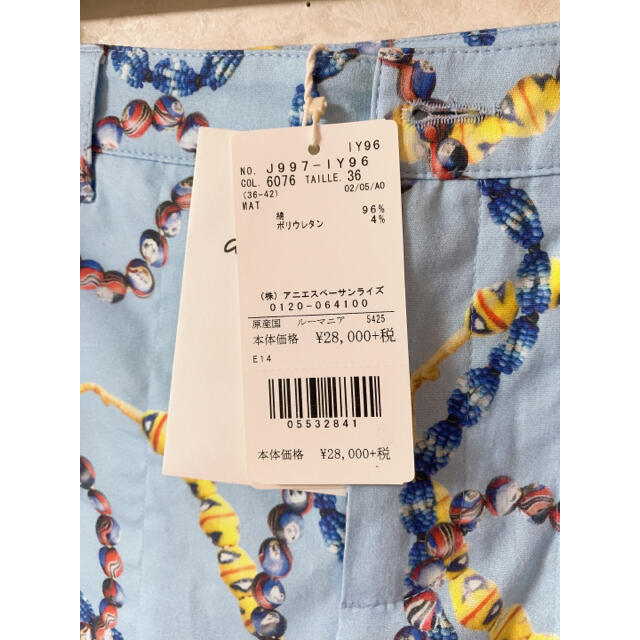 IY96
NO. J997-IY96
COL. 6076 TAILLE. 36
(36-42) 02/05/A0
MAT
綿 96%
ポリウレタン 4%
(株)アニエスベーサンライズ
0120-064100
原産国 ルーマニア 5425
本体価格 ¥28,000+税
E14
05532841
本体価格 ¥28,000+税